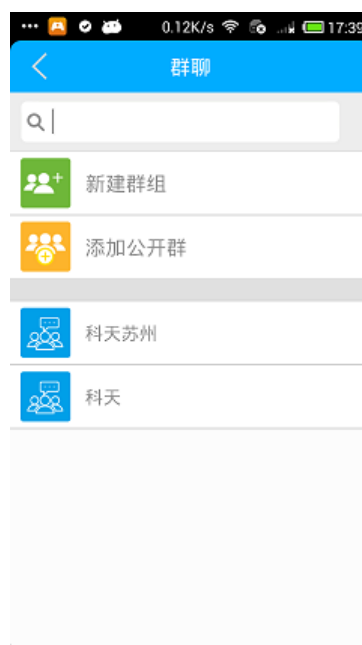 0.12K/s 17:39
群聊
新建群组
添加公开群
科天苏州
科天